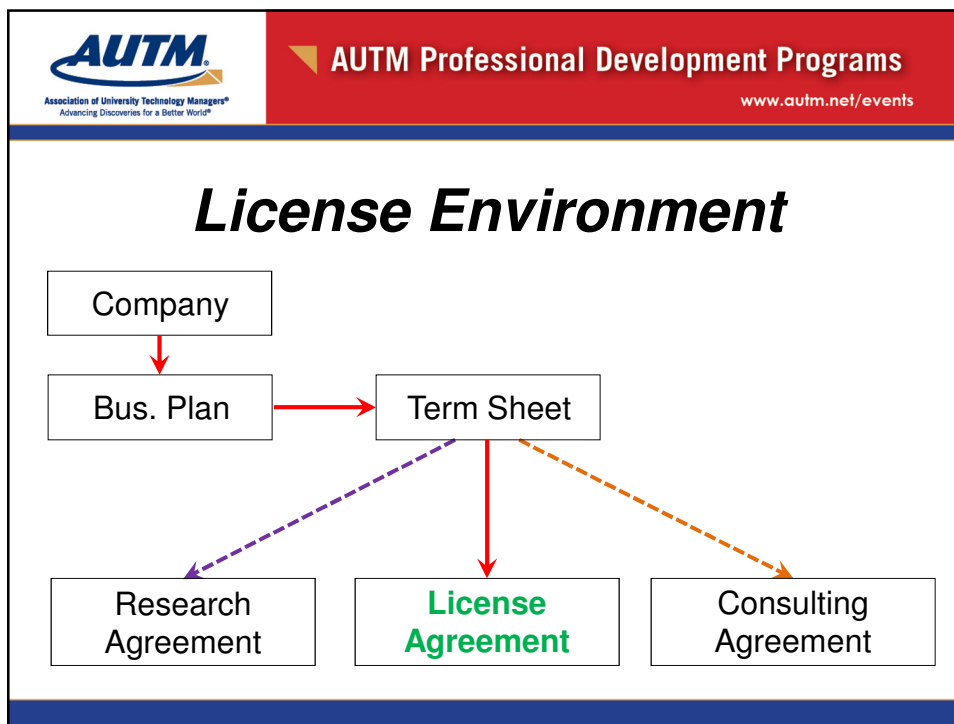 AUTM®
Association of University Technology Managers®
Advancing Discoveries for a Better World®
AUTM Professional Development Programs
www.autm.net/events
License Environment
Company
Bus. Plan
Term Sheet
Research
Agreement
License
Agreement
Consulting
Agreement